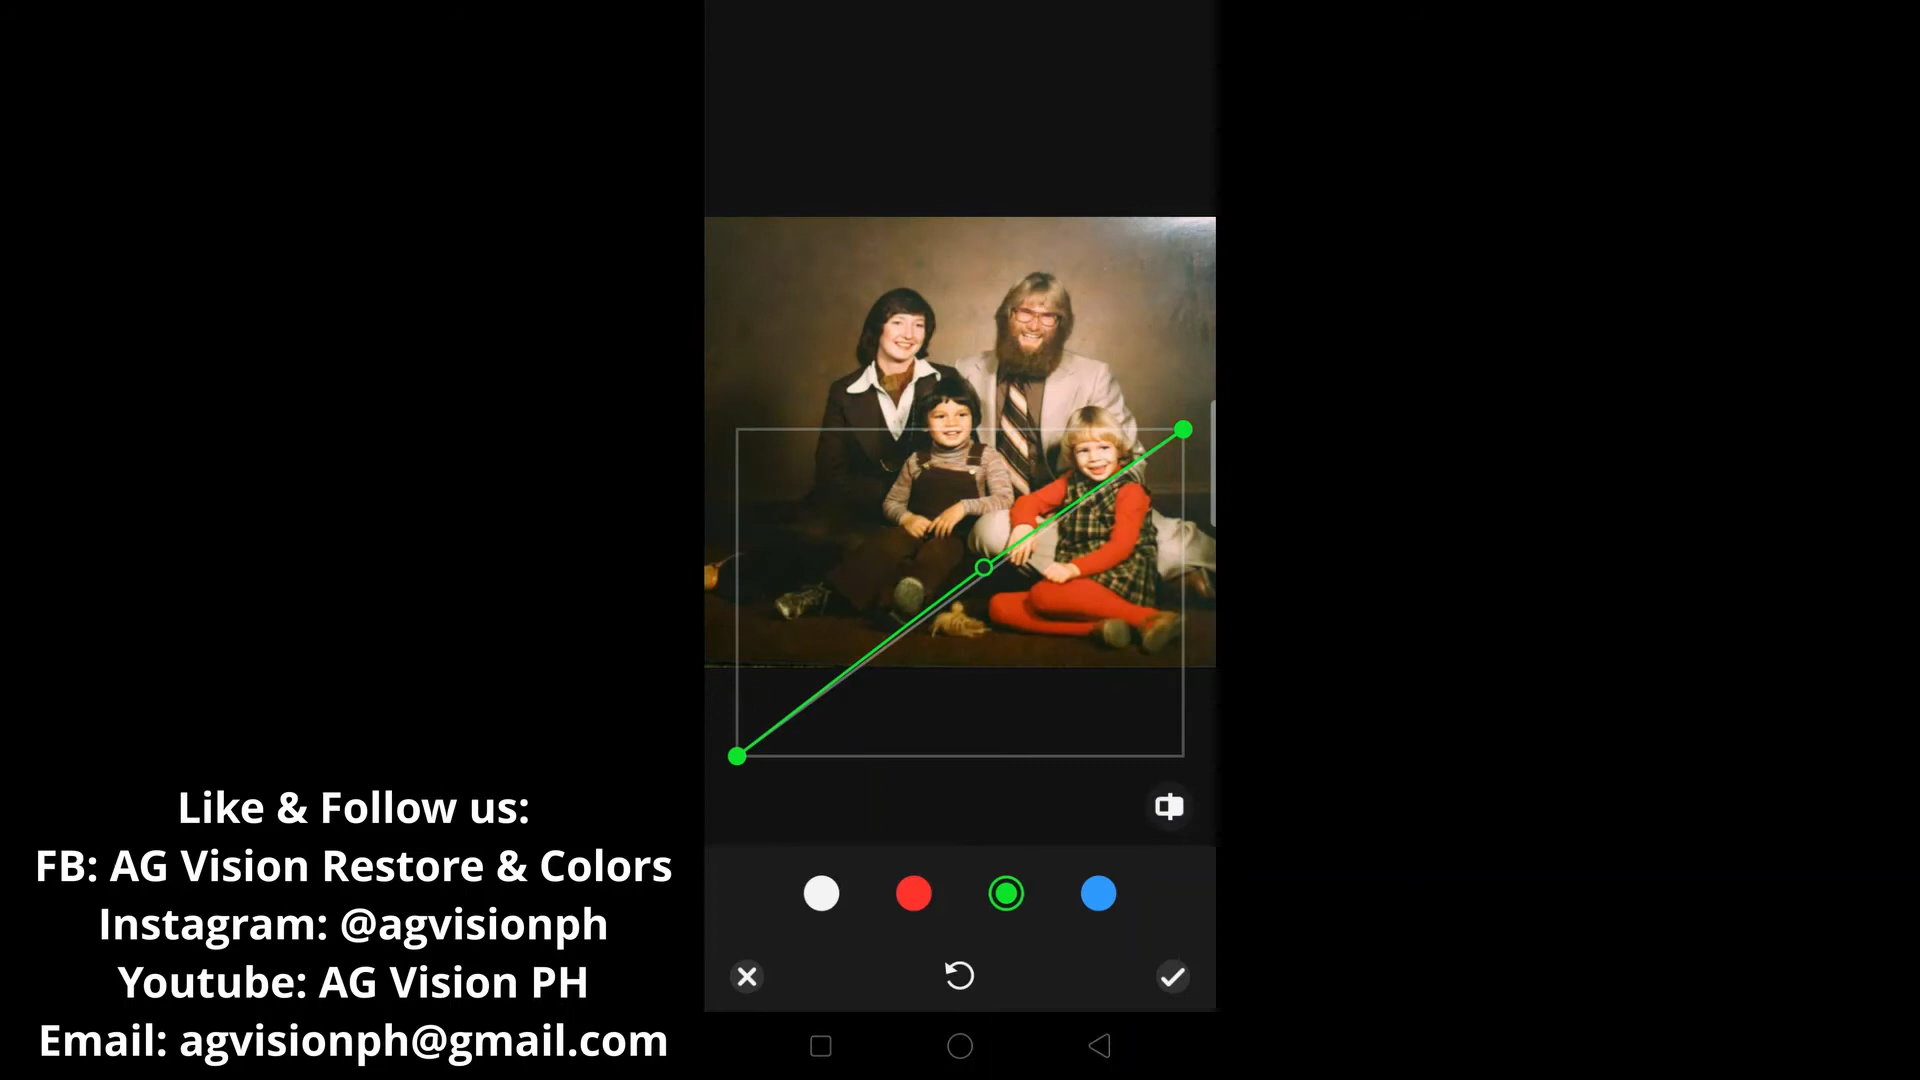 Like & Follow us:
FB: AG Vision Restore & Colors
Instagram: @agvisionph
Youtube: AG Vision PH
Email: agvisionph@gmail.com